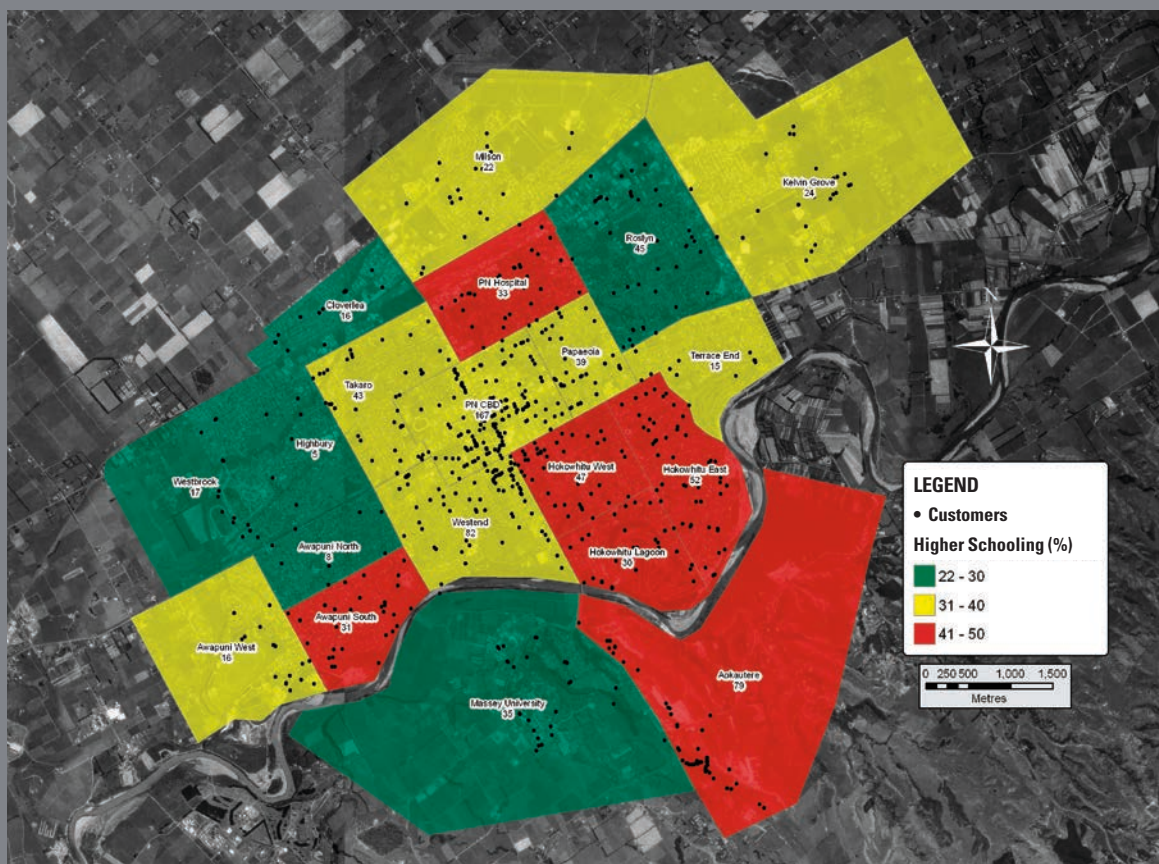 Milson
22
Kelvin Grove
24
Roslyn
45
PN Hospital
33
Cloverlea
16
Papaeoia
39
Terrace End
15
Takaro
43
PN CBD
167
Highbury
5
Hokowhitu West
47
Hokowhitu East
52
Westbrook
17
Westend
82
Awapuni North
8
Hokowhitu Lagoon
30
Awapuni South
31
Awapuni West
16
Aokautere
79
Massey University
35
N
LEGEND
• Customers
Higher Schooling (%)
22 - 30
31 - 40
41 - 50
0 250 500 1,000 1,500
Metres